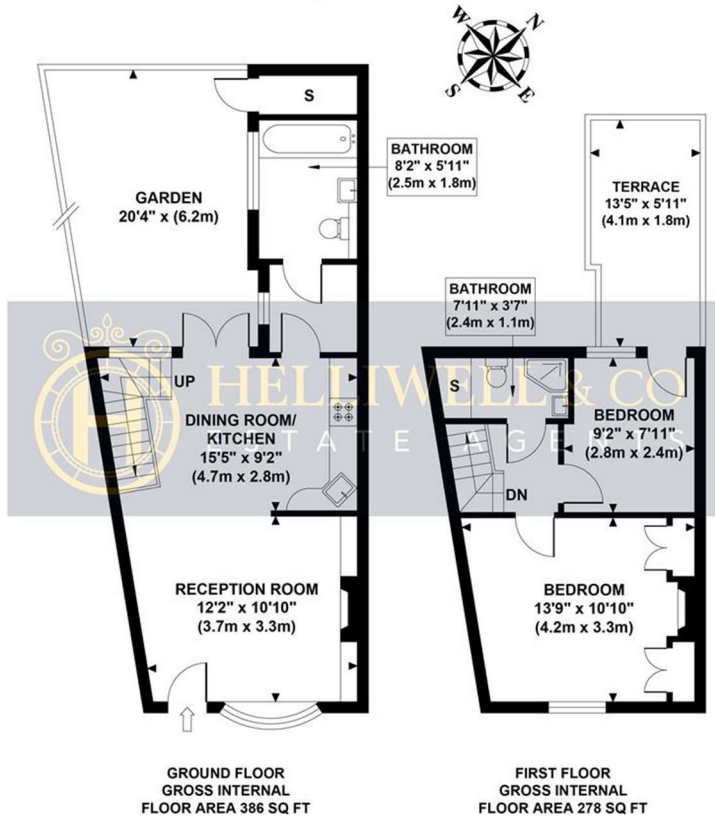 W
N
S
E
S
BATHROOM
8'2" x 5'11"
(2.5m x 1.8m)
GARDEN
20'4" x (6.2m)
TERRACE
13'5" x 5'11"
(4.1m x 1.8m)
BATHROOM
7'11" x 3'7"
(2.4m x 1.1m)
UP
S
HELLIWELL & CO
ESTATE AGENTS
H
DINING ROOM/
KITCHEN
15'5" x 9'2"
(4.7m x 2.8m)
BEDROOM
9'2" x 7'11"
(2.8m x 2.4m)
DN
RECEPTION ROOM
12'2" x 10'10"
(3.7m x 3.3m)
BEDROOM
13'9" x 10'10"
(4.2m x 3.3m)
GROUND FLOOR
GROSS INTERNAL
FLOOR AREA 386 SQ FT
FIRST FLOOR
GROSS INTERNAL
FLOOR AREA 278 SQ FT